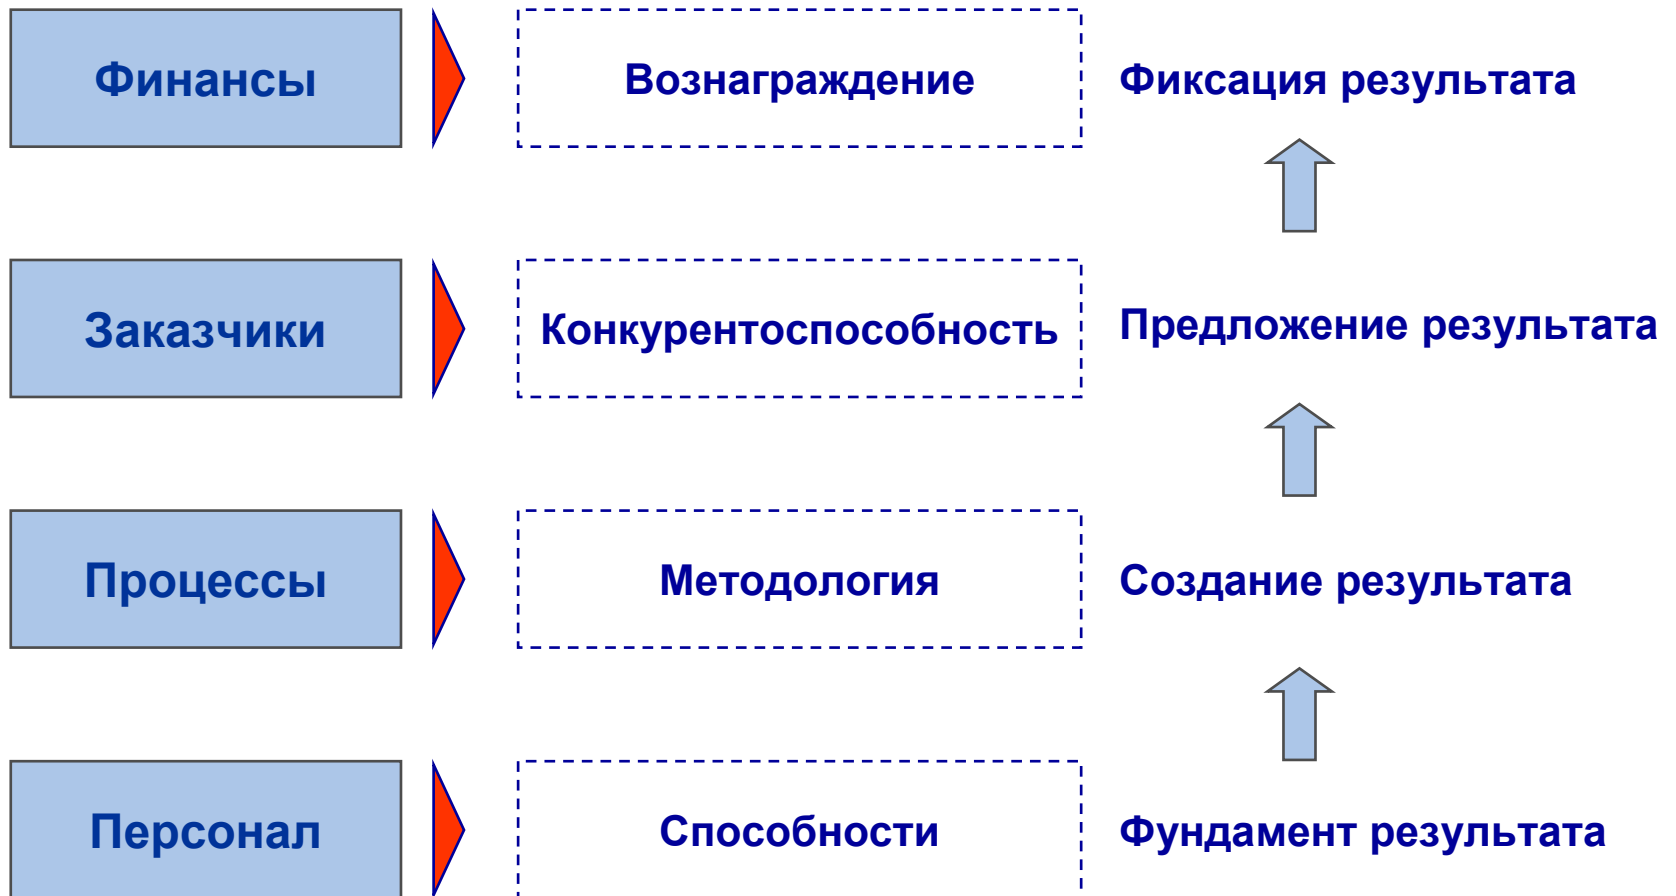 Финансы
Вознаграждение
Фиксация результата
Заказчики
Конкурентоспособность
Предложение результата
Процессы
Методология
Создание результата
Персонал
Способности
Фундамент результата